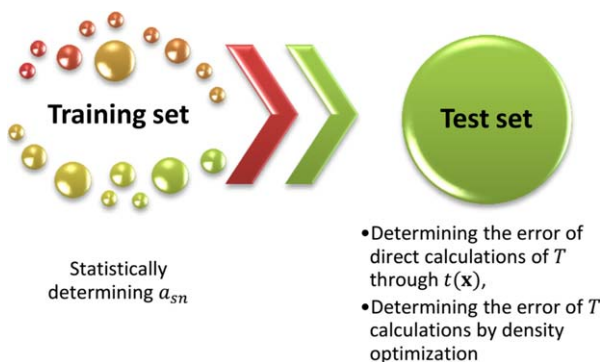 Training set
Test set
Statistically
determining 𝑎𝑠𝑛
•Determining the error of
direct calculations of 𝑇
through 𝑡(𝐱),
•Determining the error of 𝑇
calculations by density
optimization